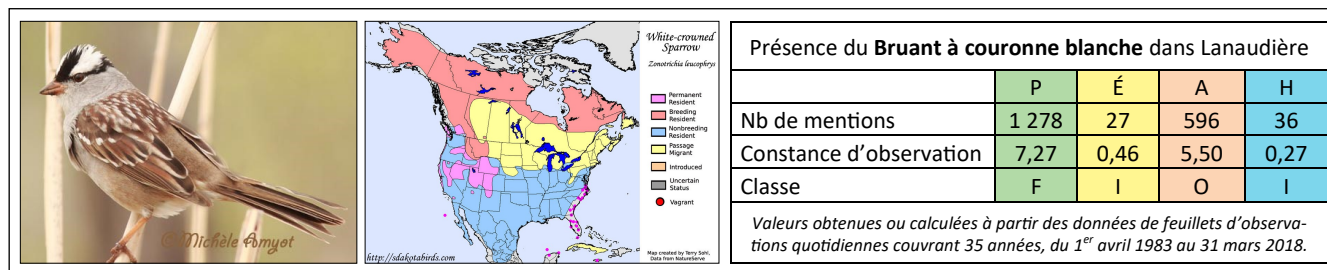 ©Michèle Amyot
White-crowned
Sparrow
Zonotrichia leucophrys
Permanent
Resident
Breeding
Resident
Nonbreeding
Resident
Passage
Migrant
Introduced
Uncertain
Status
Vagrant
http://sdakotabirds.com
Map created by Terry Sohl,
Data from NatureServe
Présence du Bruant à couronne blanche dans Lanaudière
P É A H
Nb de mentions 1 278 27 596 36
Constance d'observation 7,27 0,46 5,50 0,27
Classe F I O I
Valeurs obtenues ou calculées à partir des données de feuillets d'observa-
tions quotidiennes couvrant 35 années, du 1er avril 1983 au 31 mars 2018.